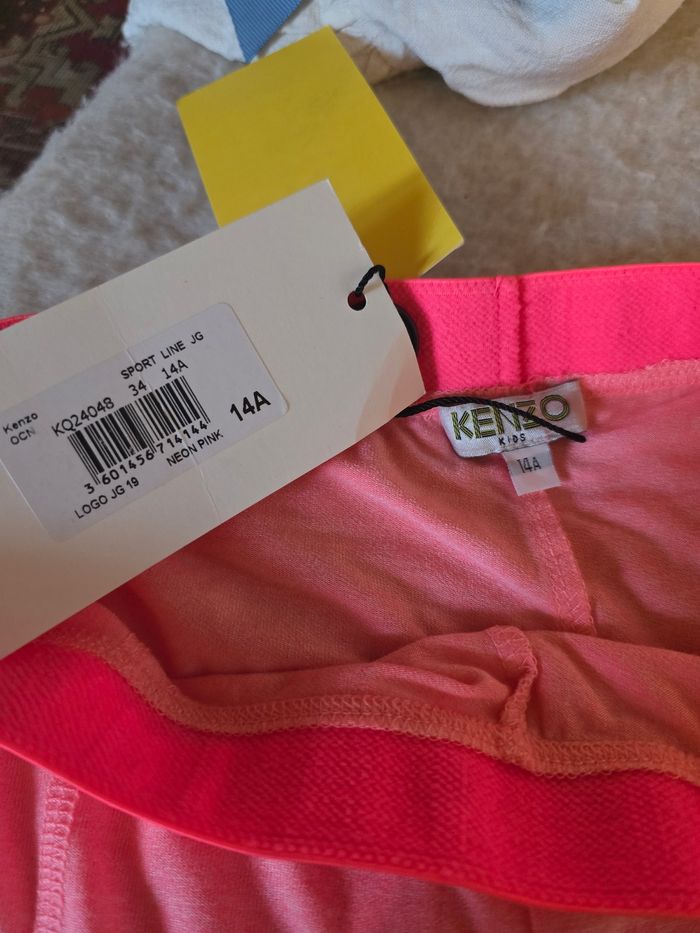 Kenzo
OCN
SPORT LINE JG
KQ24048 34 14A
3 601456 714144
LOGO JG 19 NEON PINK
14A
KENZO
KIDS
14A